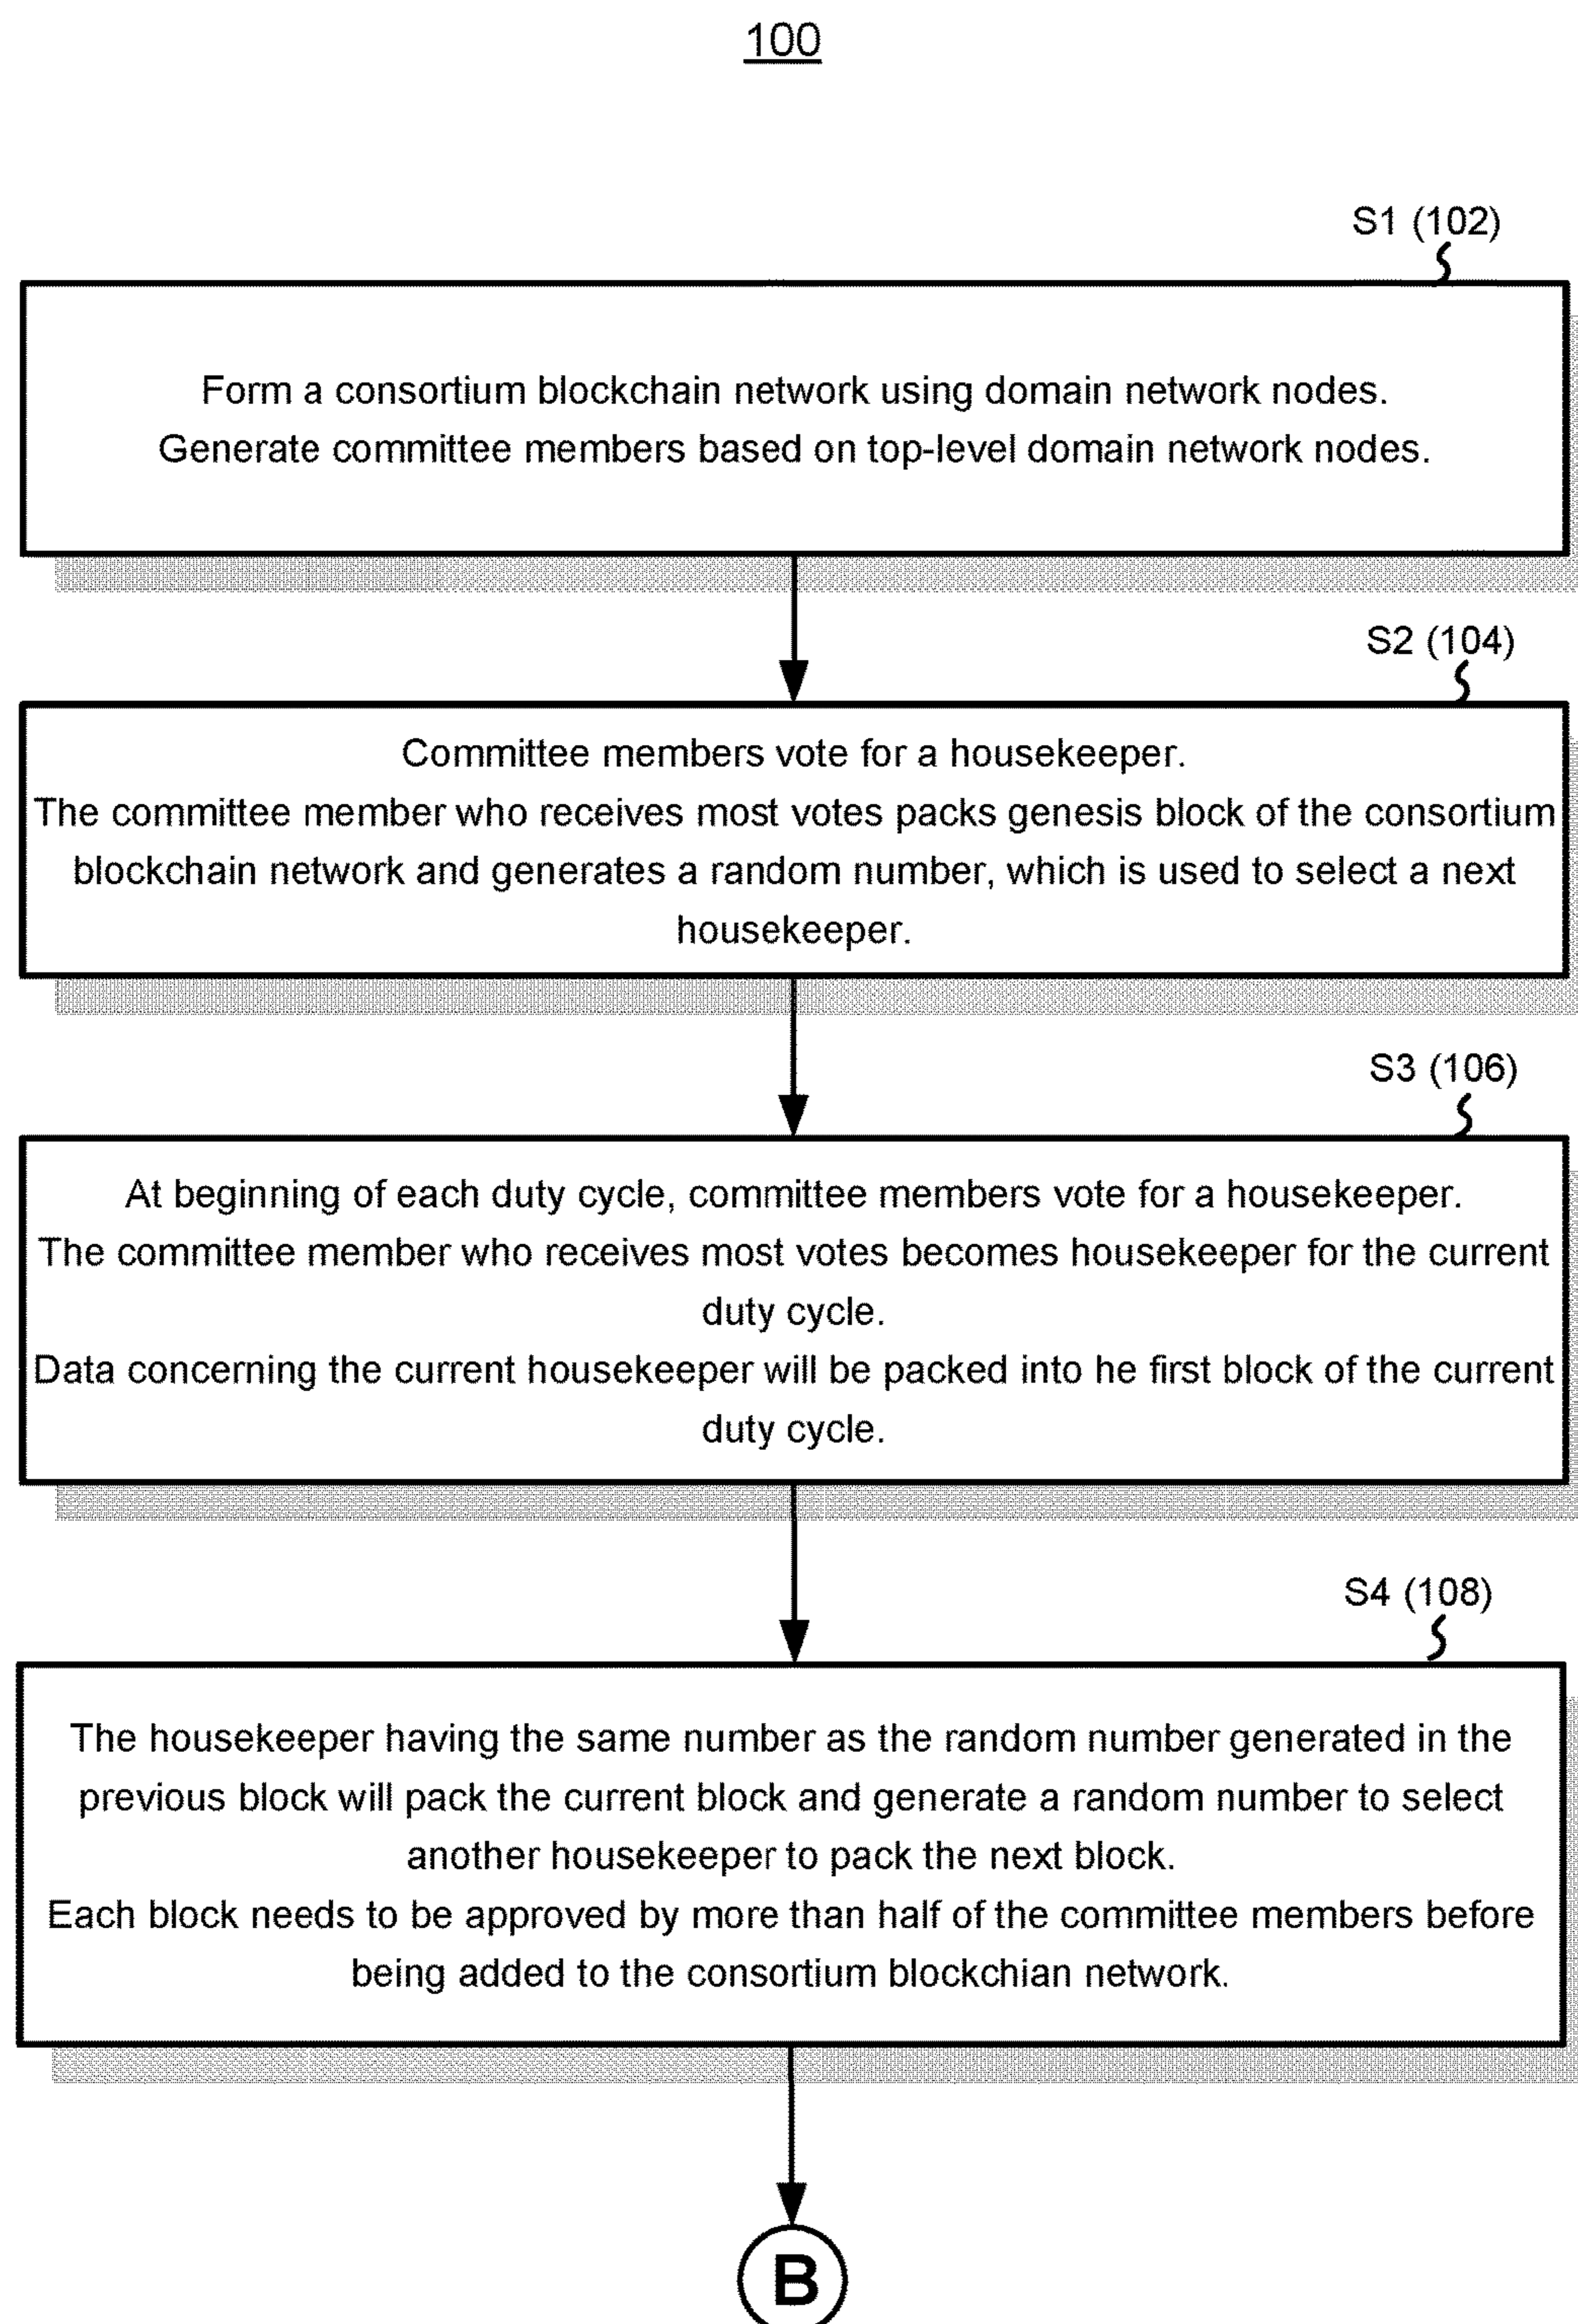 100
S1 (102)
Form a consortium blockchain network using domain network nodes.
Generate committee members based on top-level domain network nodes.
S2 (104)
Committee members vote for a housekeeper.
The committee member who receives most votes packs genesis block of the consortium
blockchain network and generates a random number, which is used to select a next
housekeeper.
S3 (106)
At beginning of each duty cycle, committee members vote for a housekeeper.
The committee member who receives most votes becomes housekeeper for the current
duty cycle.
Data concerning the current housekeeper will be packed into he first block of the current
duty cycle.
S4 (108)
The housekeeper having the same number as the random number generated in the
previous block will pack the current block and generate a random number to select
another housekeeper to pack the next block.
Each block needs to be approved by more than half of the committee members before
being added to the consortium blockchian network.
B